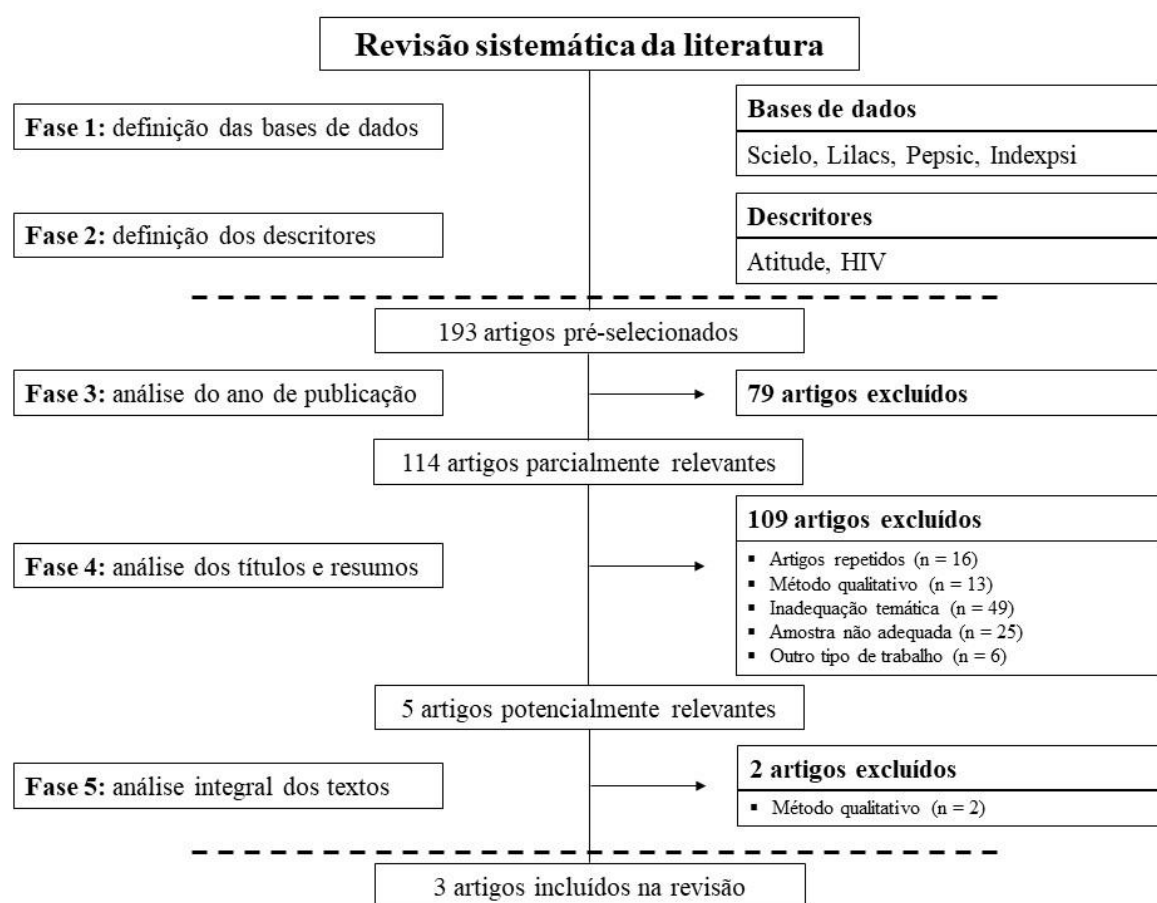 Revisão sistemática da literatura
Fase 1: definição das bases de dados
Bases de dados
Scielo, Lilacs, Pepsic, Indexpsi
Fase 2: definição dos descritores
Descritores
Atitude, HIV
193 artigos pré-selecionados
Fase 3: análise do ano de publicação
79 artigos excluídos
114 artigos parcialmente relevantes
Fase 4: análise dos títulos e resumos
109 artigos excluídos
▪ Artigos repetidos (n = 16)
▪ Método qualitativo (n = 13)
▪ Inadequação temática (n = 49)
▪ Amostra não adequada (n = 25)
▪ Outro tipo de trabalho (n = 6)
5 artigos potencialmente relevantes
Fase 5: análise integral dos textos
2 artigos excluídos
▪ Método qualitativo (n = 2)
3 artigos incluídos na revisão